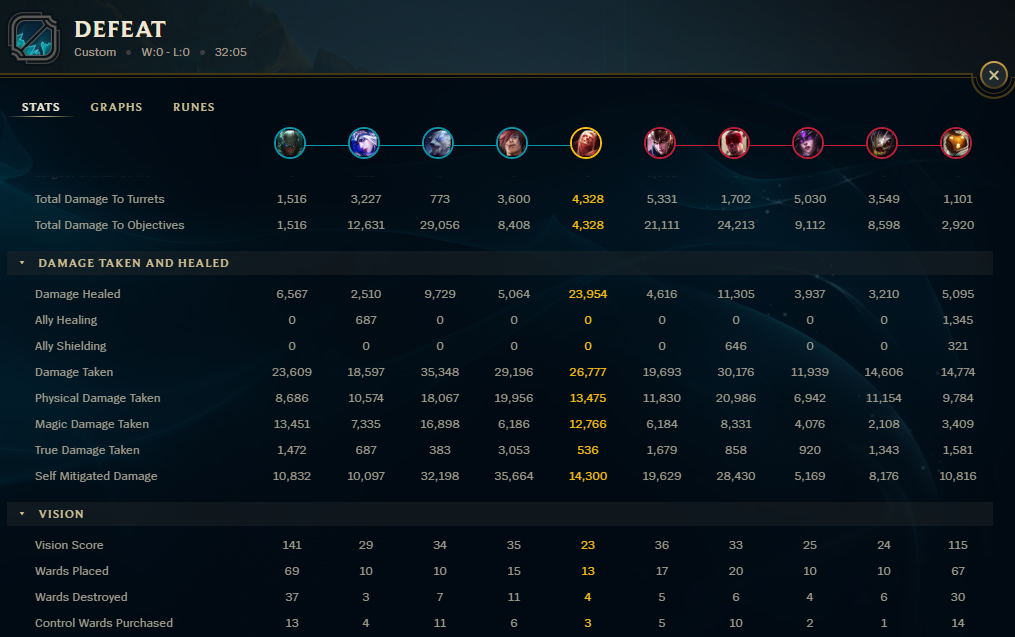 DEFEAT
Custom • W:0 - L:0 • 32:05
STATS GRAPHS RUNES
Total Damage To Turrets 1,516 3,227 773 3,600 4,328 5,331 1,702 5,030 3,549 1,101
Total Damage To Objectives 1,516 12,631 29,056 8,408 4,328 21,111 24,213 9,112 8,598 2,920
DAMAGE TAKEN AND HEALED
Damage Healed 6,567 2,510 9,729 5,064 23,954 4,616 11,305 3,937 3,210 5,095
Ally Healing 0 687 0 0 0 0 0 0 0 1,345
Ally Shielding 0 0 0 0 0 0 646 0 0 321
Damage Taken 23,609 18,597 35,348 29,196 26,777 19,693 30,176 11,939 14,606 14,774
Physical Damage Taken 8,686 10,574 18,067 19,956 13,475 11,830 20,986 6,942 11,154 9,784
Magic Damage Taken 13,451 7,335 16,898 6,186 12,766 6,184 8,331 4,076 2,108 3,409
True Damage Taken 1,472 687 383 3,053 536 1,679 858 920 1,343 1,581
Self Mitigated Damage 10,832 10,097 32,198 35,664 14,300 19,629 28,430 5,169 8,176 10,816
VISION
Vision Score 141 29 34 35 23 36 33 25 24 115
Wards Placed 69 10 10 15 13 17 20 10 10 67
Wards Destroyed 37 3 7 11 4 5 6 4 6 30
Control Wards Purchased 13 4 11 6 3 5 10 2 1 14